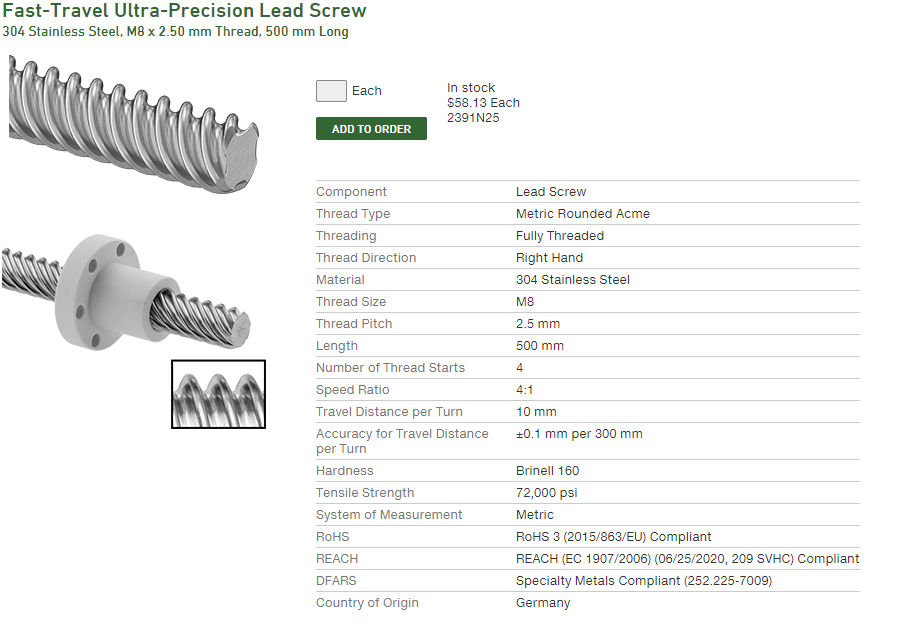 Fast-Travel Ultra-Precision Lead Screw
304 Stainless Steel, M8 x 2.50 mm Thread, 500 mm Long
Each
In stock
$58.13 Each
2391N25
ADD TO ORDER
Component Lead Screw
Thread Type Metric Rounded Acme
Threading Fully Threaded
Thread Direction Right Hand
Material 304 Stainless Steel
Thread Size M8
Thread Pitch 2.5 mm
Length 500 mm
Number of Thread Starts 4
Speed Ratio 4:1
Travel Distance per Turn 10 mm
Accuracy for Travel Distance ±0.1 mm per 300 mm
per Turn
Hardness Brinell 160
Tensile Strength 72,000 psi
System of Measurement Metric
RoHS RoHS 3 (2015/863/EU) Compliant
REACH REACH (EC 1907/2006) (06/25/2020, 209 SVHC) Compliant
DFARS Specialty Metals Compliant (252.225-7009)
Country of Origin Germany